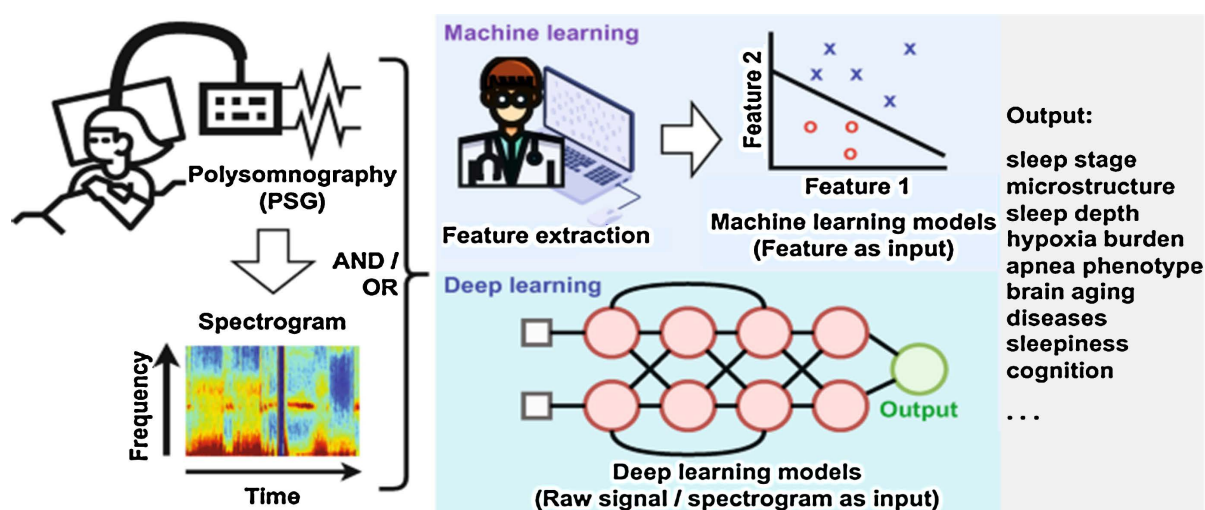 Polysomnography
(PSG)
AND /
OR
Spectrogram
Frequency
Time
Machine learning
Feature extraction
Feature 2
x x
x x
x
o o
o
Feature 1
Machine learning models
(Feature as input)
Deep learning
Output
Deep learning models
(Raw signal / spectrogram as input)
Output:
sleep stage
microstructure
sleep depth
hypoxia burden
apnea phenotype
brain aging
diseases
sleepiness
cognition
. . .